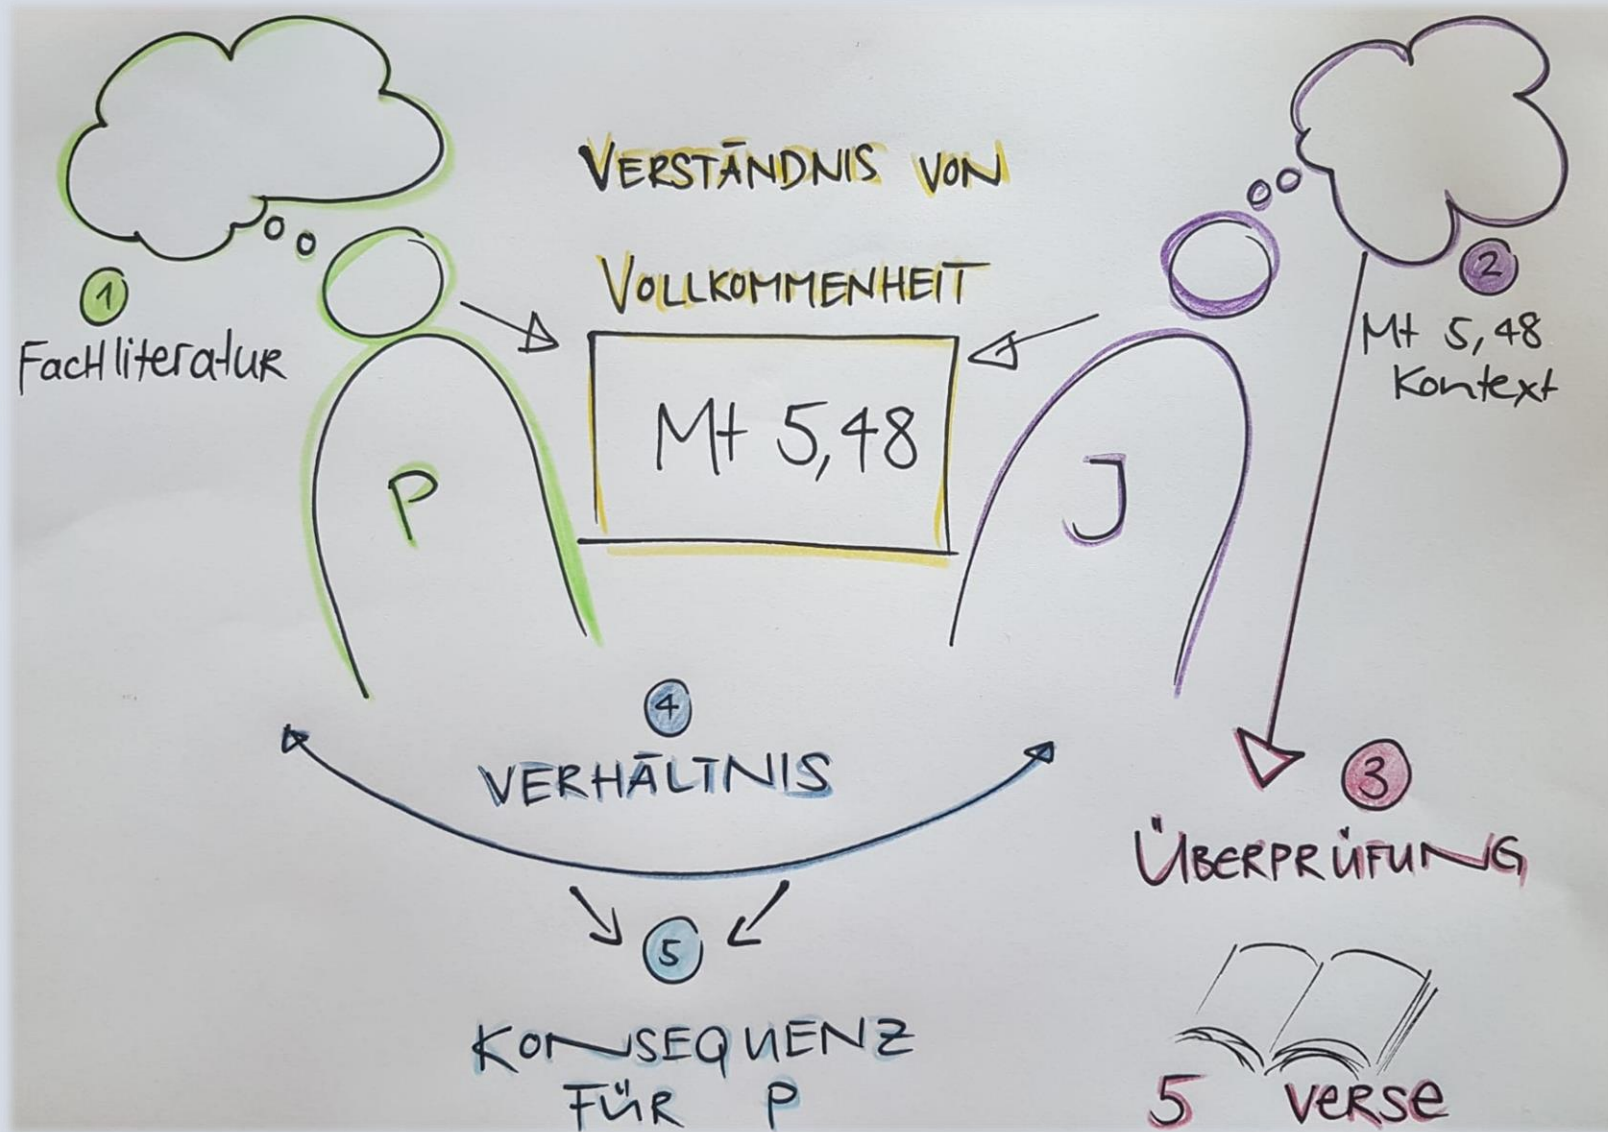 VERSTÄNDNIS VON
VOLLKOMMENHEIT
1
Fachliteratur
2
Mt 5,48
Kontext
Mt 5,48
P
J
4
VERHÄLTNIS
3
ÜBERPRÜFUNG
5
KONSEQUENZ
FÜR P
5 VERSE